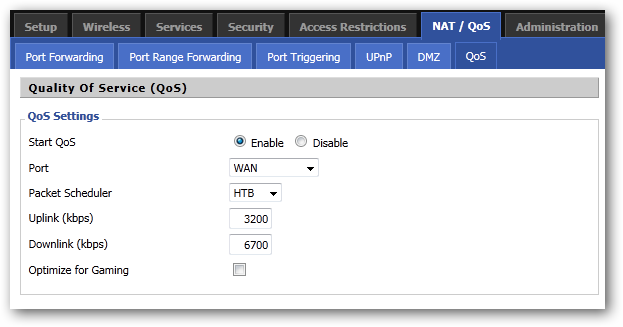 Setup Wireless Services Security Access Restrictions NAT / QoS Administration
Port Forwarding Port Range Forwarding Port Triggering UPnP DMZ QoS
Quality Of Service (QoS)
QoS Settings
Start QoS Enable Disable
Port WAN
Packet Scheduler HTB
Uplink (kbps) 3200
Downlink (kbps) 6700
Optimize for Gaming